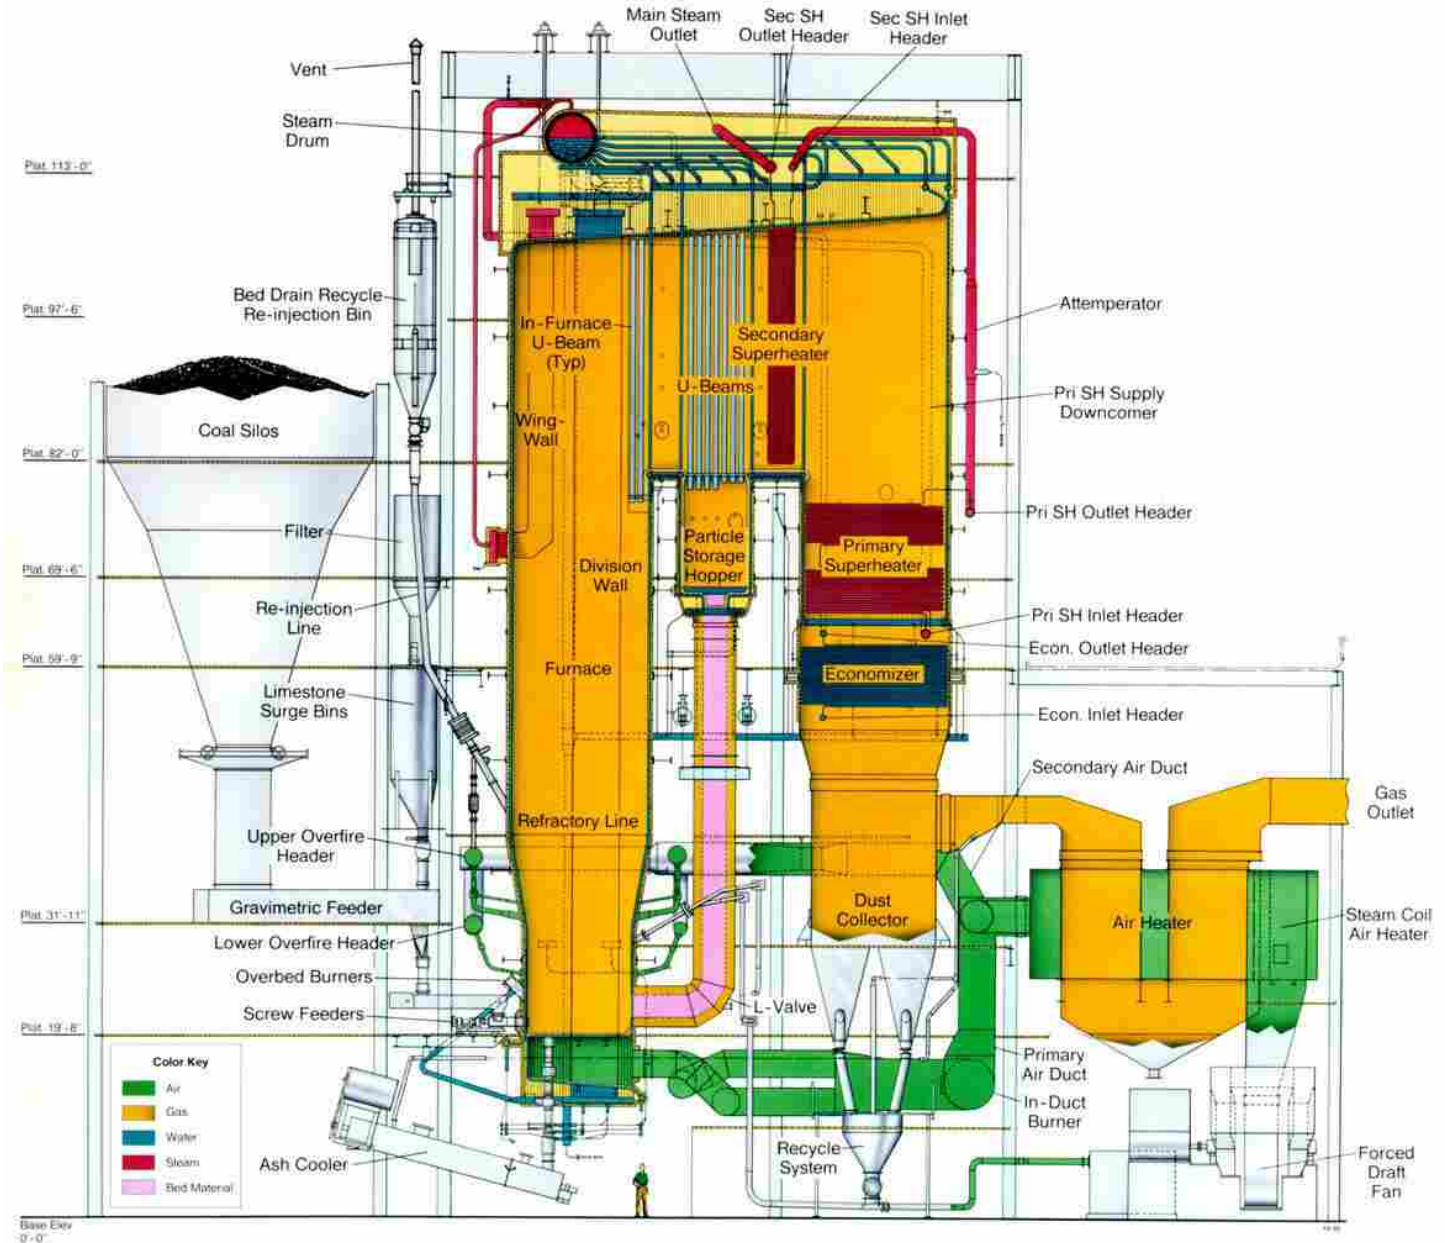 Main Steam
Outlet
Sec SH
Outlet Header
Sec SH Inlet
Header
Vent
Steam
Drum
Plat. 113'-0"
Bed Drain Recycle
Re-injection Bin
Plat. 97'-6"
In-Furnace
U-Beam
(Typ)
Secondary
Superheater
Attemperator
U-Beams
Pri SH Supply
Downcomer
Coal Silos
Wing-
Wall
Plat. 82'-0"
Pri SH Outlet Header
Filter
Particle
Storage
Hopper
Primary
Superheater
Division
Wall
Plat. 69'-6"
Re-injection
Line
Pri SH Inlet Header
Econ. Outlet Header
Plat. 59'-9"
Furnace
Economizer
Limestone
Surge Bins
Econ. Inlet Header
Secondary Air Duct
Gas
Outlet
Refractory Line
Upper Overfire
Header
Gravimetric Feeder
Dust
Collector
Air Heater
Steam Coil
Air Heater
Plat. 31'-11"
Lower Overfire Header
Overbed Burners
Screw Feeders
L-Valve
Plat. 19'-8"
Primary
Air Duct
In-Duct
Burner
Color Key
Air
Gas
Water
Steam
Bed Material
Ash Cooler
Recycle
System
Forced
Draft
Fan
Base Elev
0'-0"